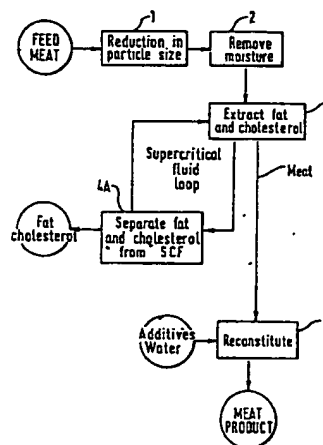 1
2
FEED
MEAT
Reduction in
particle size
Remove
moisture
Extract fat
and cholesterol
Supercritical
fluid
loop
Meat
4A
Fat
cholesterol
Separate fat
and cholesterol
from SCF
Additives
Water
Reconstitute
MEAT
PRODUCT